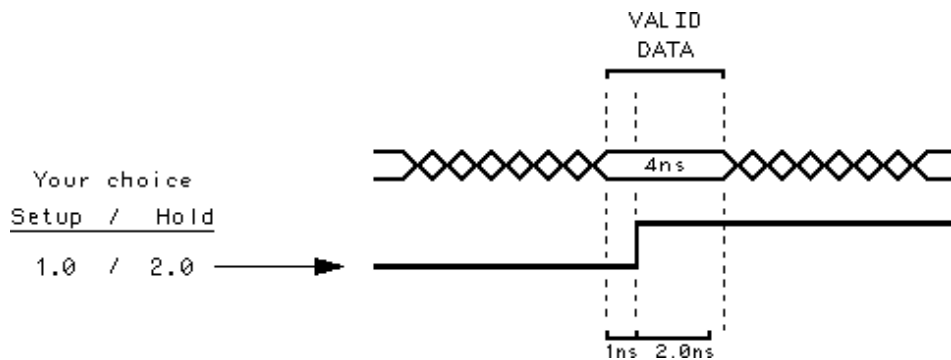 VALID
DATA
4ns
Your choice
Setup / Hold
1.0 / 2.0
1ns 2.0ns